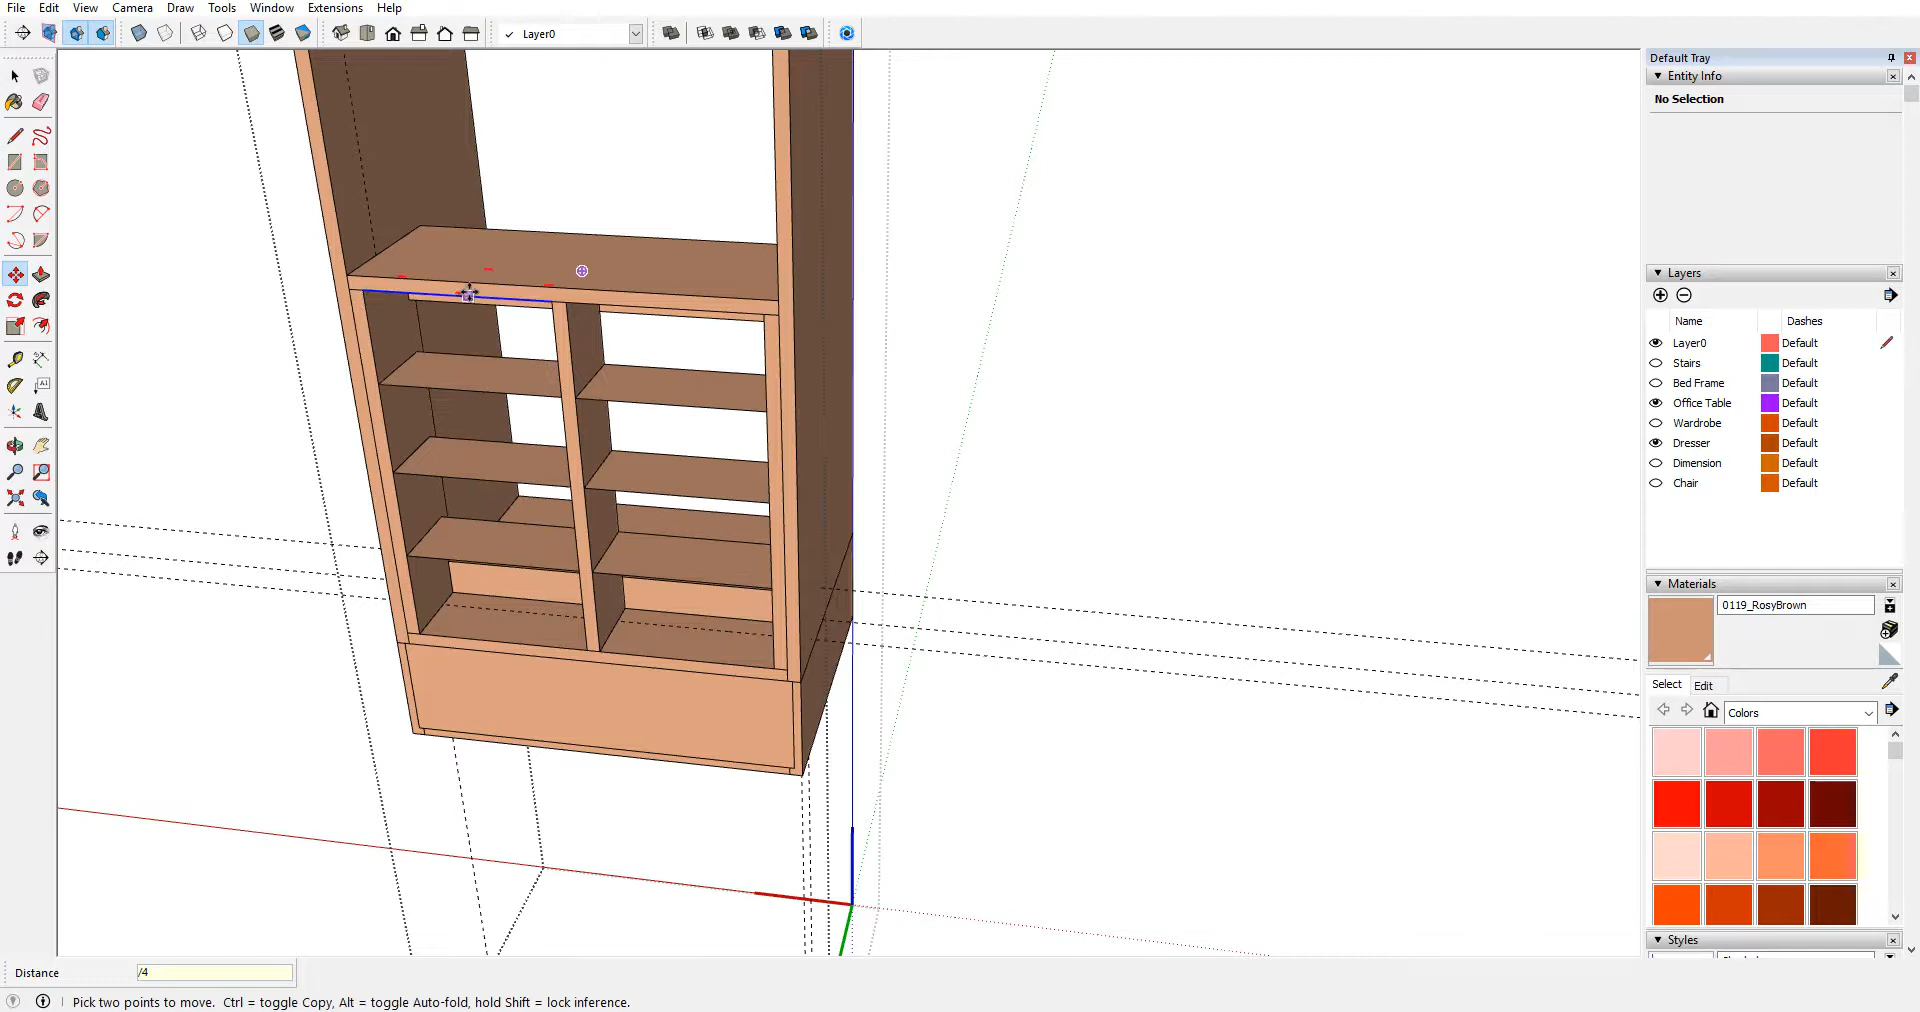 File Edit View Camera Draw Tools Window Extensions Help
Layer0
Default Tray
Entity Info
No Selection
Layers
Name Dashes
Layer0 Default
Stairs Default
Bed Frame Default
Office Table Default
Wardrobe Default
Dresser Default
Dimension Default
Chair Default
Materials
0119_RosyBrown
Select Edit
Colors
Styles
Distance /4
Pick two points to move. Ctrl = toggle Copy, Alt = toggle Auto-fold, hold Shift = lock inference.